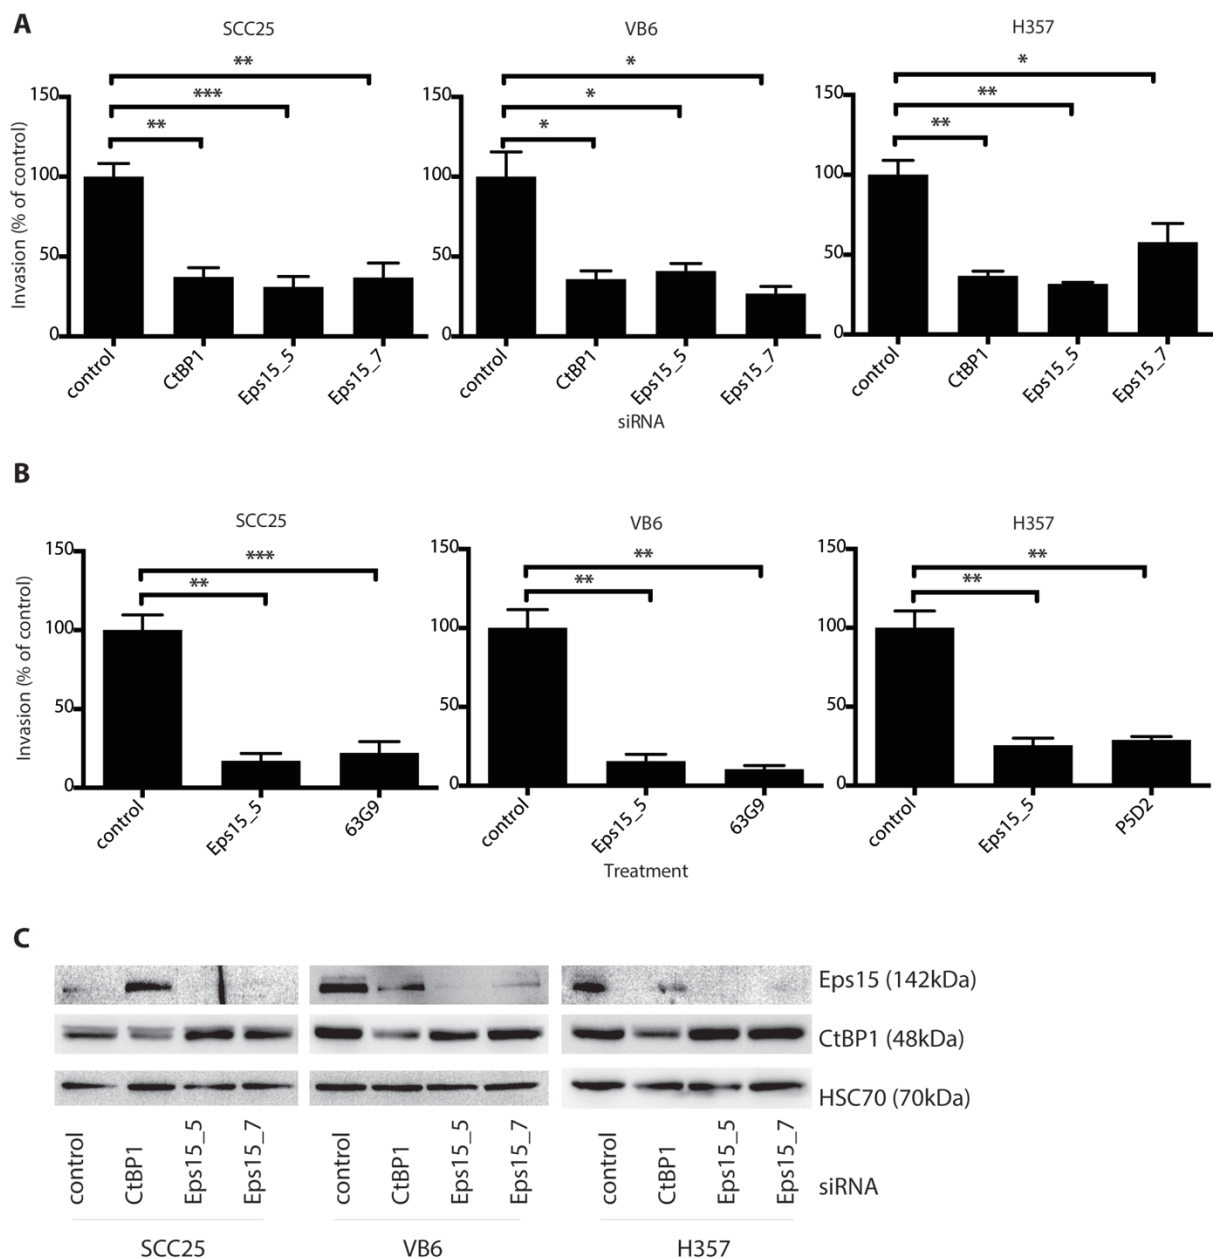 A
SCC25 VB6 H357
** * *
*** * **
** * **
Invasion (% of control)
150 150 150
100 100 100
50 50 50
0 0 0
control CtBP1 Eps15_5 Eps15_7 control CtBP1 Eps15_5 Eps15_7 control CtBP1 Eps15_5 Eps15_7
siRNA
B
SCC25 VB6 H357
*** ** **
** ** **
Invasion (% of control)
150 150 150
100 100 100
50 50 50
0 0 0
control Eps15_5 63G9 control Eps15_5 63G9 control Eps15_5 P5D2
Treatment
C
Eps15 (142kDa)
CtBP1 (48kDa)
HSC70 (70kDa)
control CtBP1 Eps15_5 Eps15_7 control CtBP1 Eps15_5 Eps15_7 control CtBP1 Eps15_5 Eps15_7
siRNA
SCC25 VB6 H357